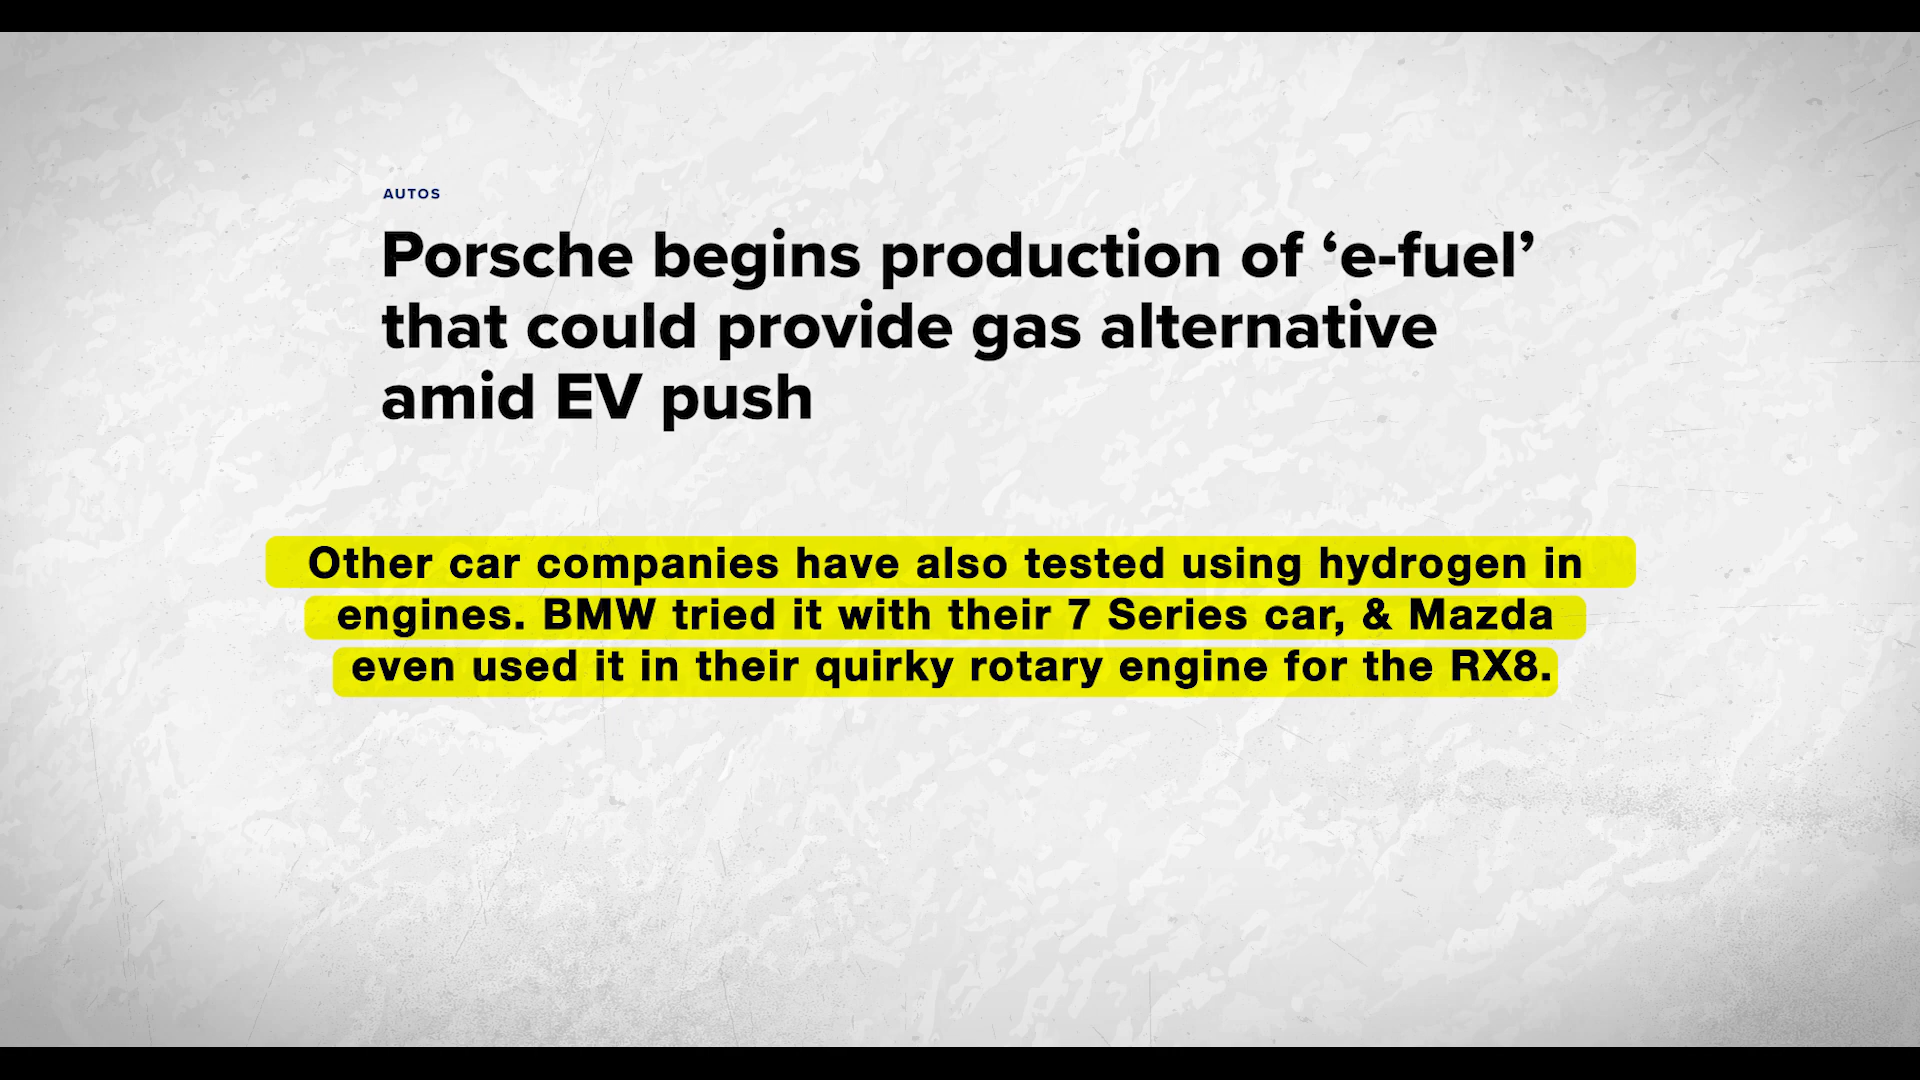 AUTOS
Porsche begins production of ‘e-fuel’
that could provide gas alternative
amid EV push
Other car companies have also tested using hydrogen in
engines. BMW tried it with their 7 Series car, & Mazda
even used it in their quirky rotary engine for the RX8.